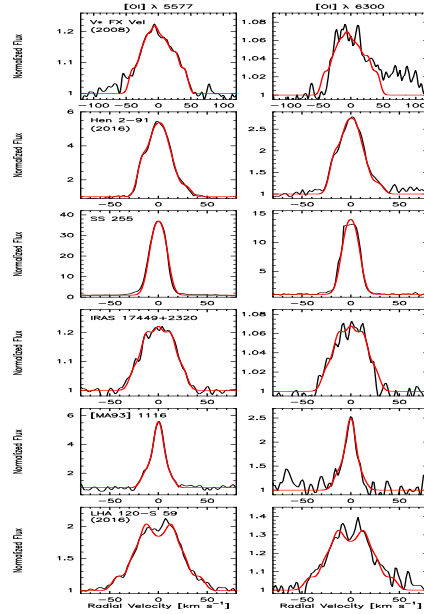 [OI] λ 5577 [OI] λ 6300
Normalized Flux
V* FX Vel
(2008)
1.2
1.1
1
-100 -50 0 50 100
1.08
1.06
1.04
1.02
1
-100 -50 0 50 100
Normalized Flux
Hen 2-91
(2016)
6
4
2
-50 0 50
2.5
2
1.5
1
-50 0 50
Normalized Flux
SS 255
40
30
20
10
0
-50 0 50
15
10
5
-50 0 50
Normalized Flux
IRAS 17449+2320
1.2
1.1
1
-50 0 50
1.08
1.06
1.04
1.02
1
-50 0 50
Normalized Flux
[MA93] 1116
6
4
2
-50 0 50
2.5
2
1.5
1
-50 0 50
Normalized Flux
LHA 120-S 59
(2016)
2
1.5
1
-50 0 50
1.4
1.3
1.2
1.1
1
-50 0 50
Radial Velocity [km s⁻¹] Radial Velocity [km s⁻¹]